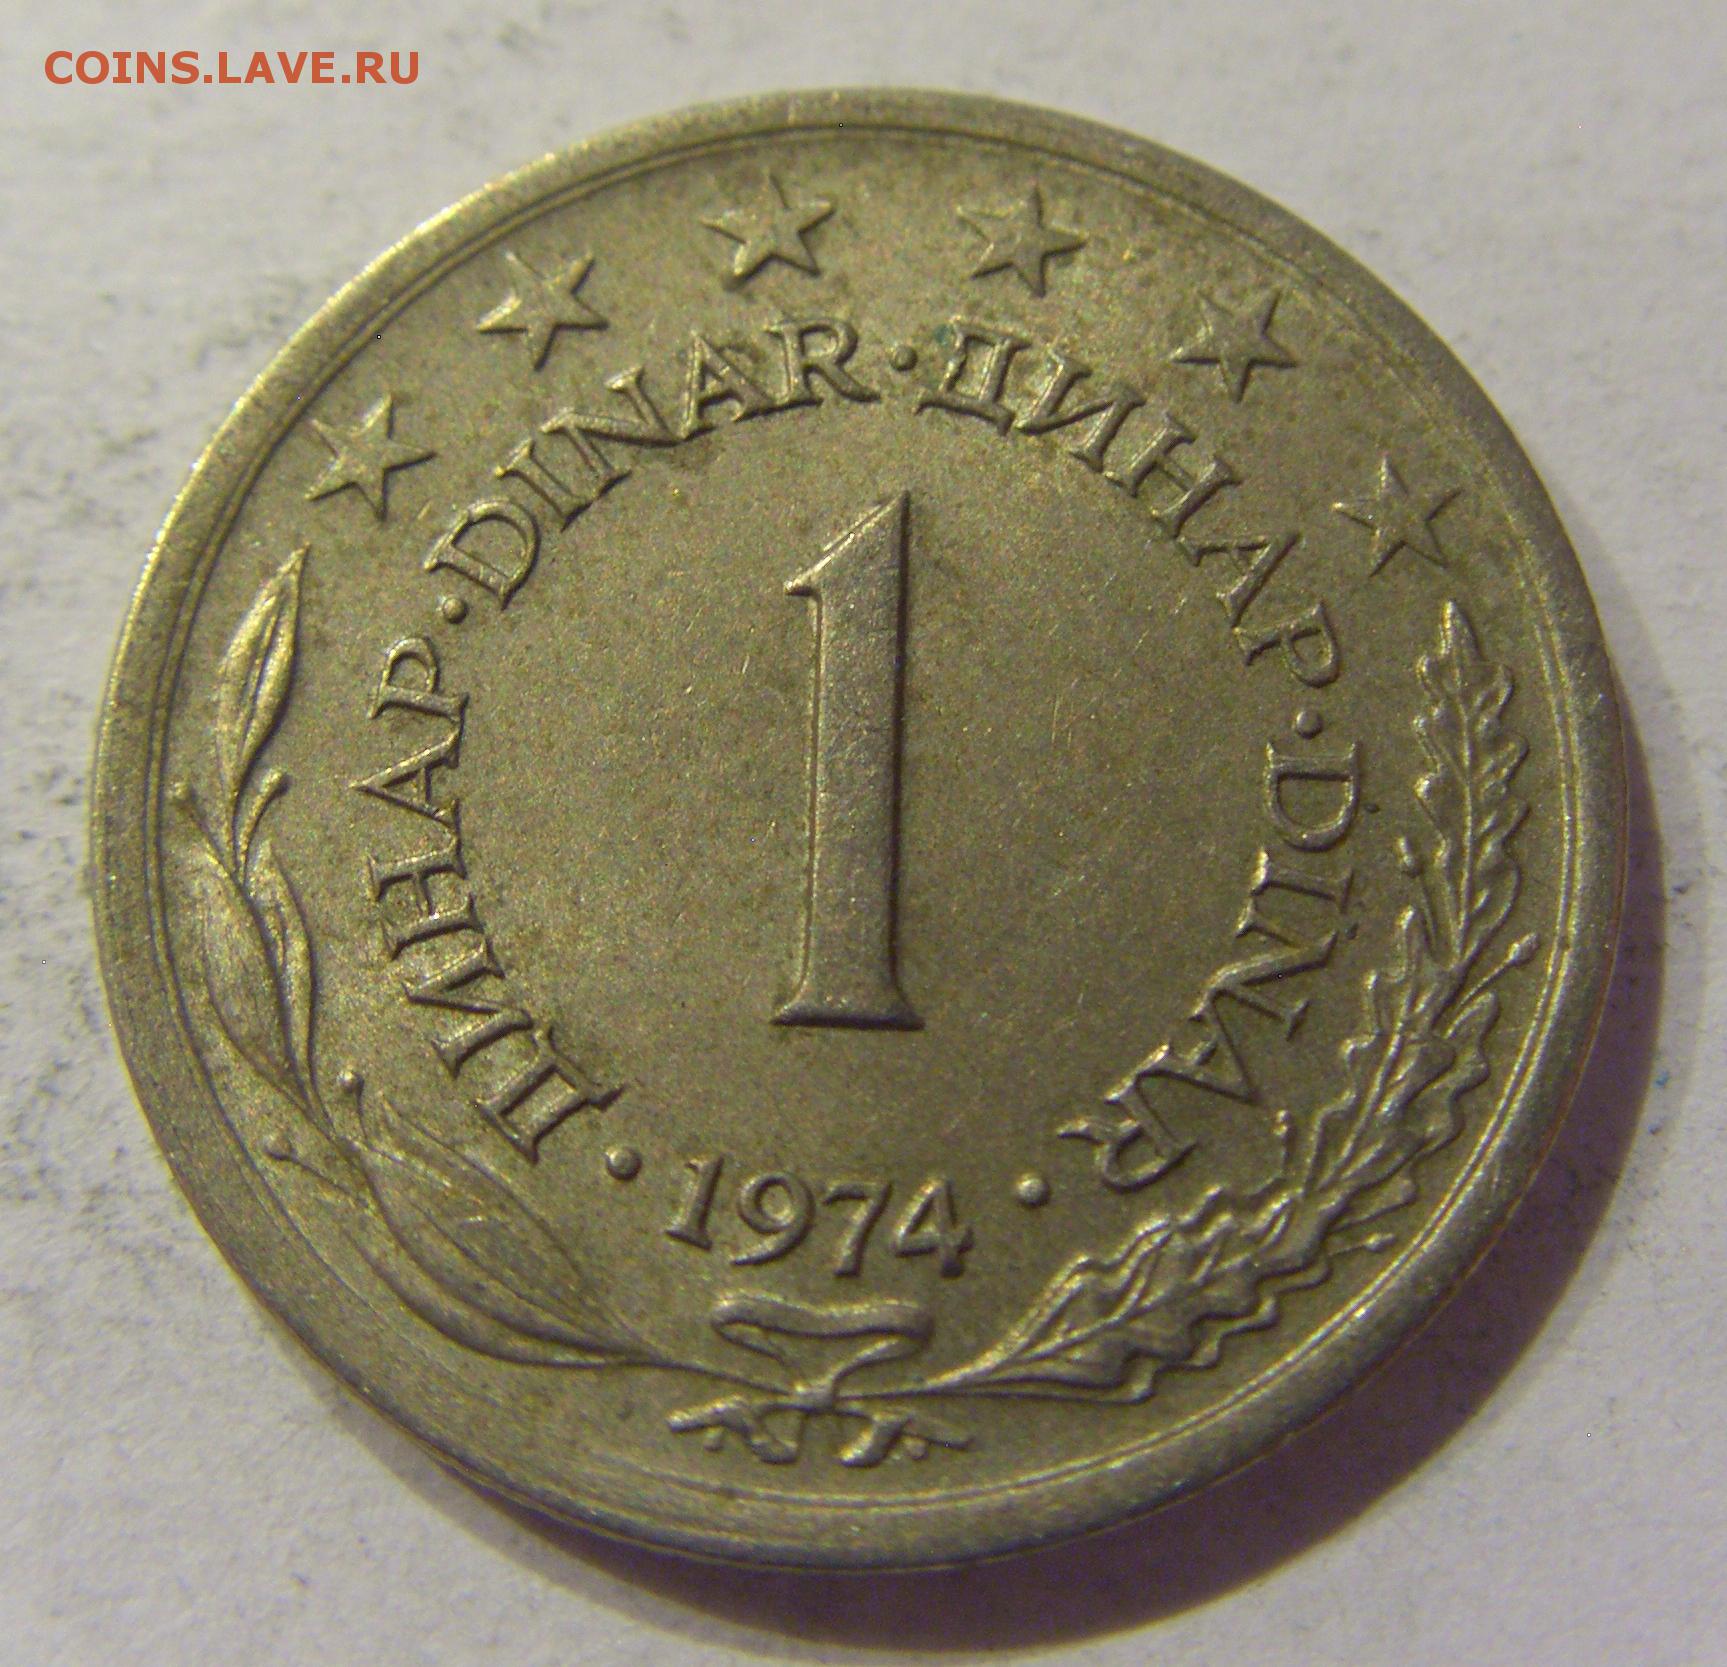 COINS.LAVE.RU
ДИНАР · DINAR · ДИНАР · DINAR
1
· 1974 ·